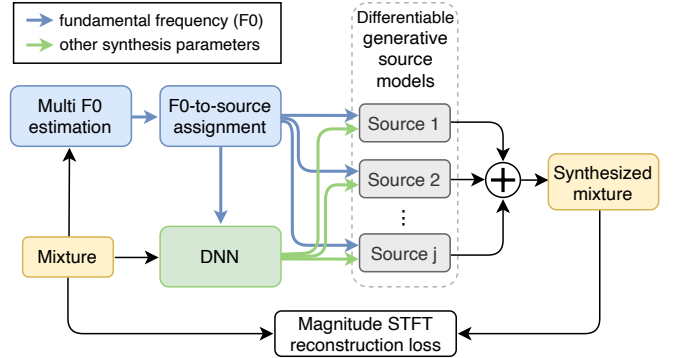 fundamental frequency (F0)
other synthesis parameters
Differentiable
generative
source
models
Multi F0
estimation
F0-to-source
assignment
Source 1
Source 2
⋮
Source j
Synthesized
mixture
Mixture
DNN
Magnitude STFT
reconstruction loss